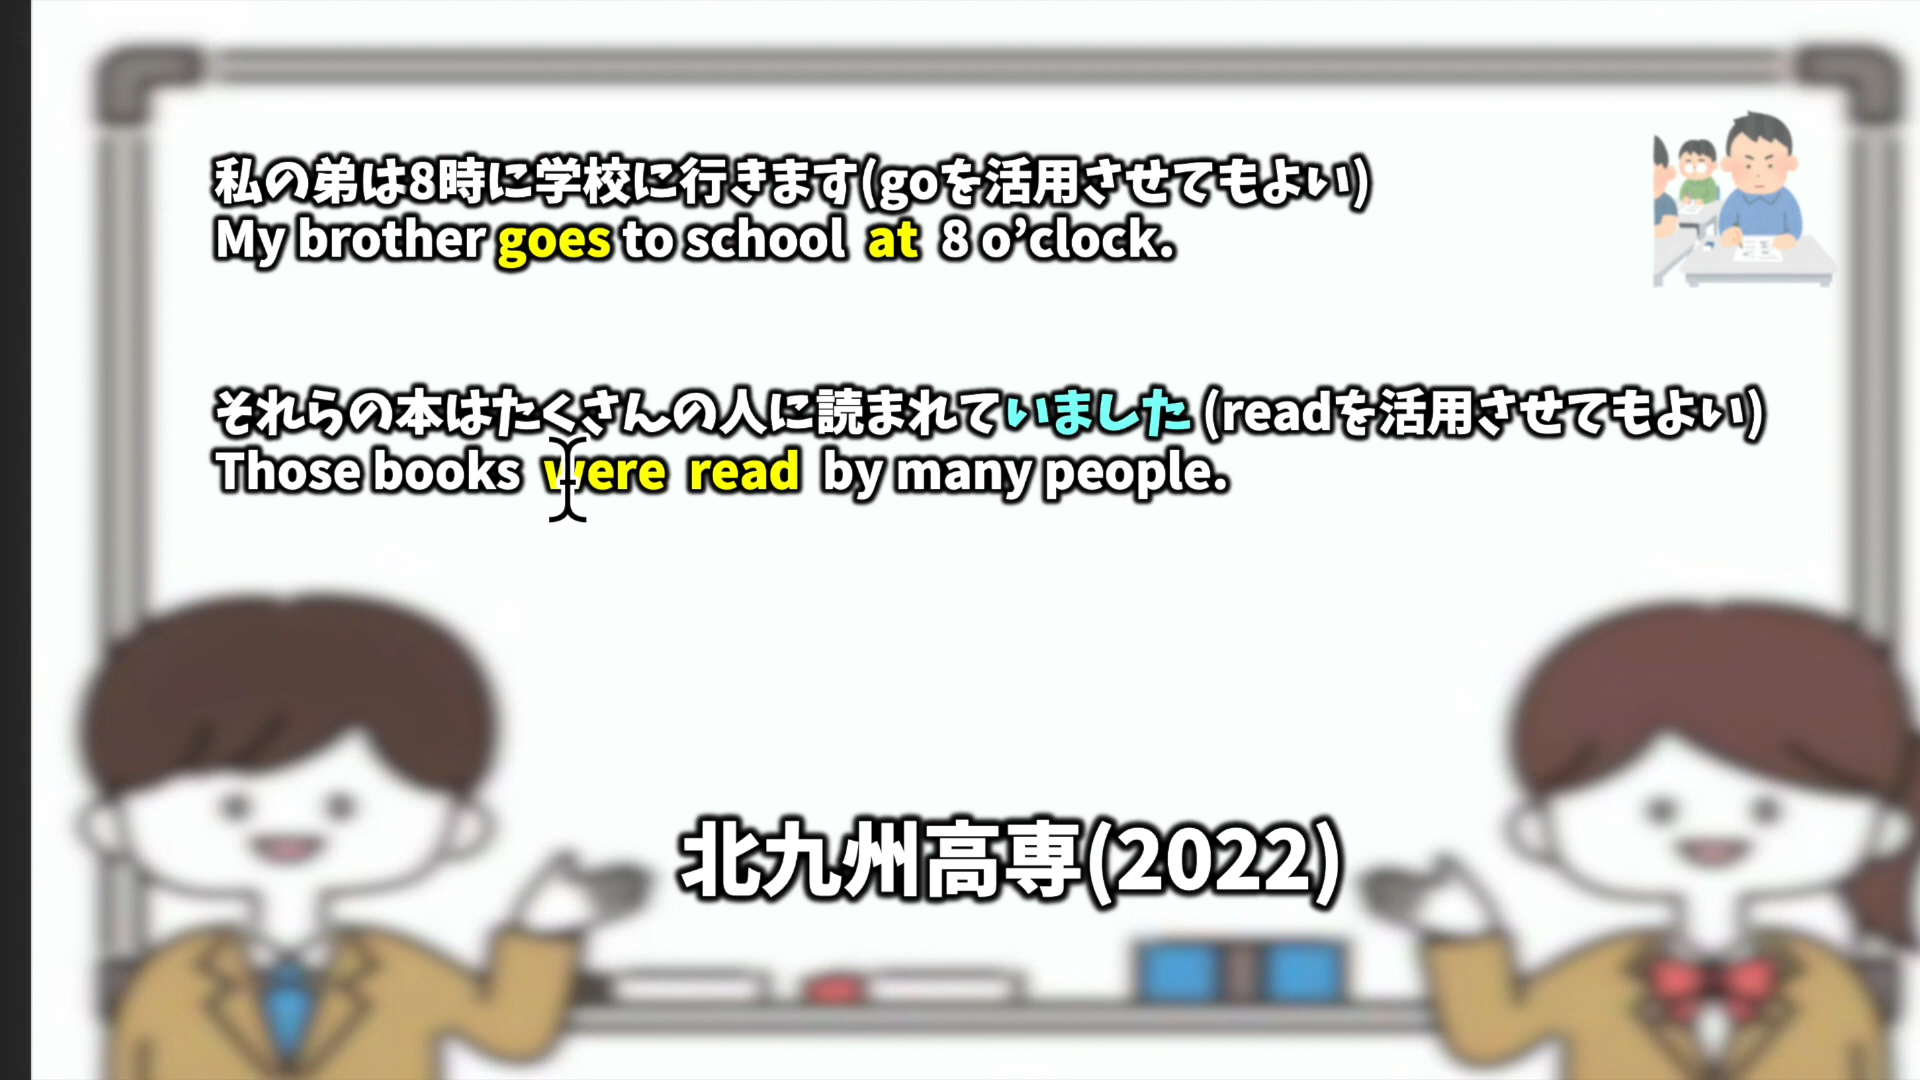 私の弟は8時に学校に行きます(goを活用させてもよい)
My brother goes to school at 8 o’clock.
それらの本はたくさんの人に読まれていました (readを活用させてもよい)
Those books were read by many people.
北九州高専(2022)